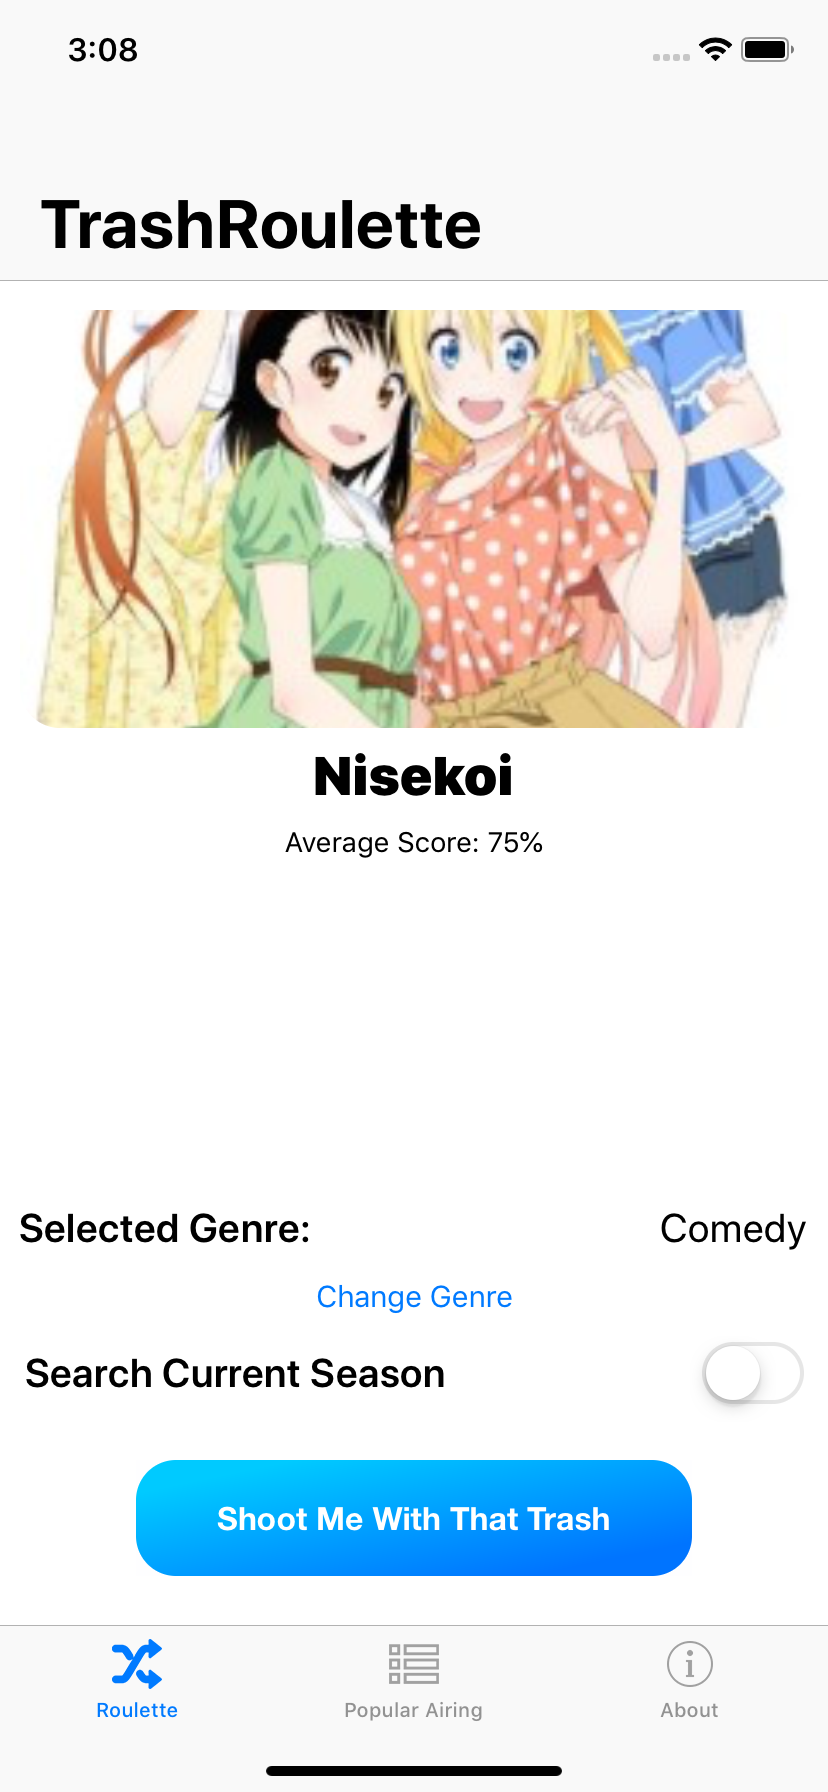 3:08
TrashRoulette
Nisekoi
Average Score: 75%
Selected Genre: Comedy
Change Genre
Search Current Season
Shoot Me With That Trash
Roulette Popular Airing About